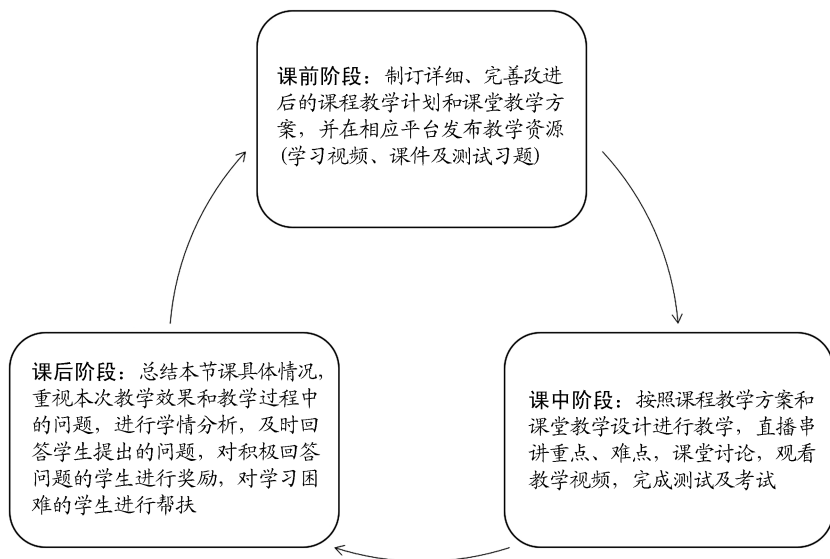 课前阶段：制订详细、完善改进
后的课程教学计划和课堂教学方
案，并在相应平台发布教学资源
(学习视频、课件及测试习题)
课后阶段：总结本节课具体情况，
重视本次教学效果和教学过程中
的问题，进行学情分析，及时回
答学生提出的问题，对积极回答
问题的学生进行奖励，对学习困
难的学生进行帮扶
课中阶段：按照课程教学方案和
课堂教学设计进行教学，直播串
讲重点、难点，课堂讨论，观看
教学视频，完成测试及考试